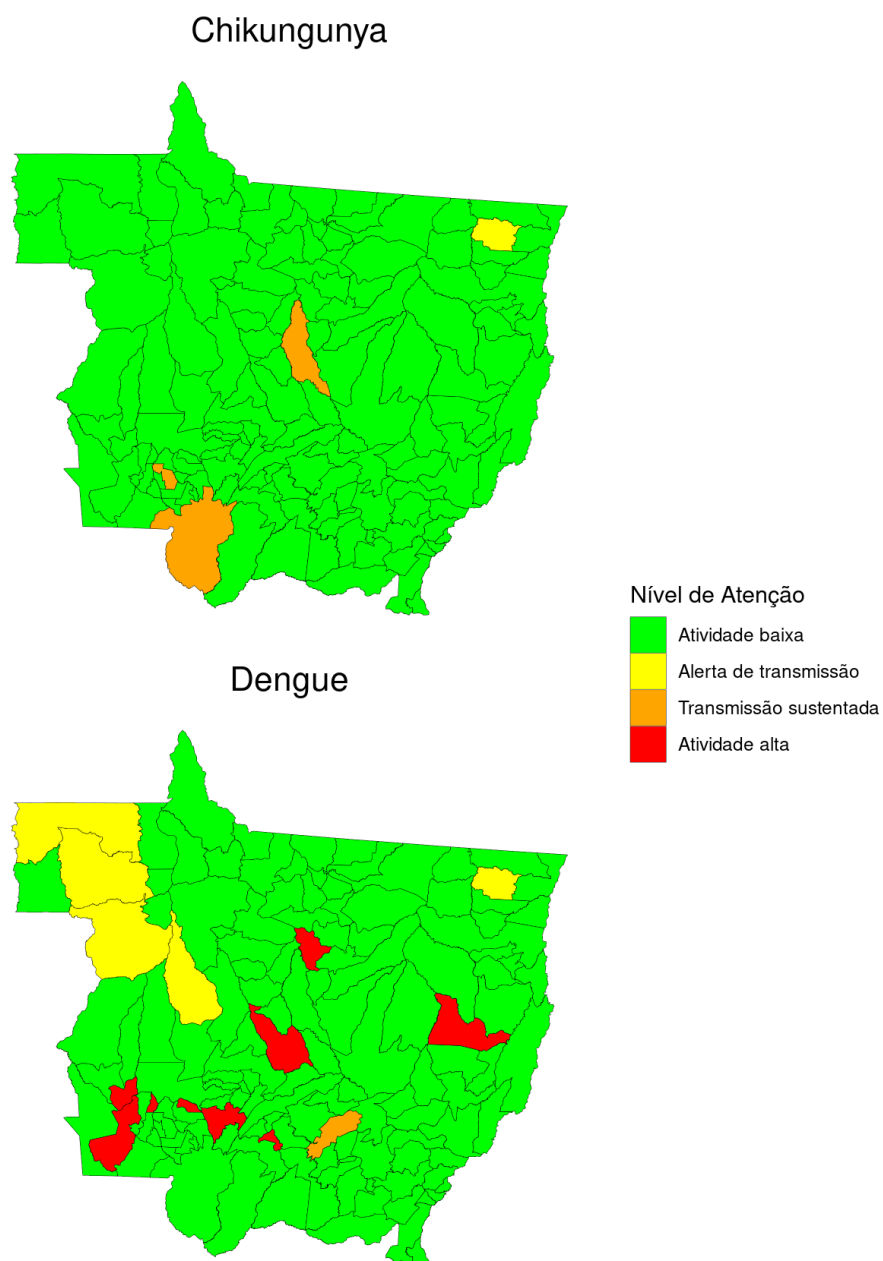 Chikungunya
Nível de Atenção
Atividade baixa
Alerta de transmissão
Transmissão sustentada
Atividade alta
Dengue